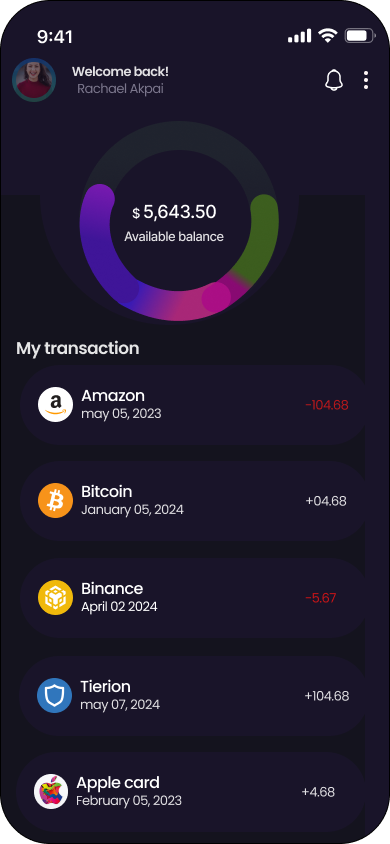 9:41
Welcome back!
Rachael Akpai
$ 5,643.50
Available balance
My transaction
Amazon
may 05, 2023
-104.68
Bitcoin
January 05, 2024
+04.68
Binance
April 02 2024
-5.67
Tierion
may 07, 2024
+104.68
Apple card
February 05, 2023
+4.68